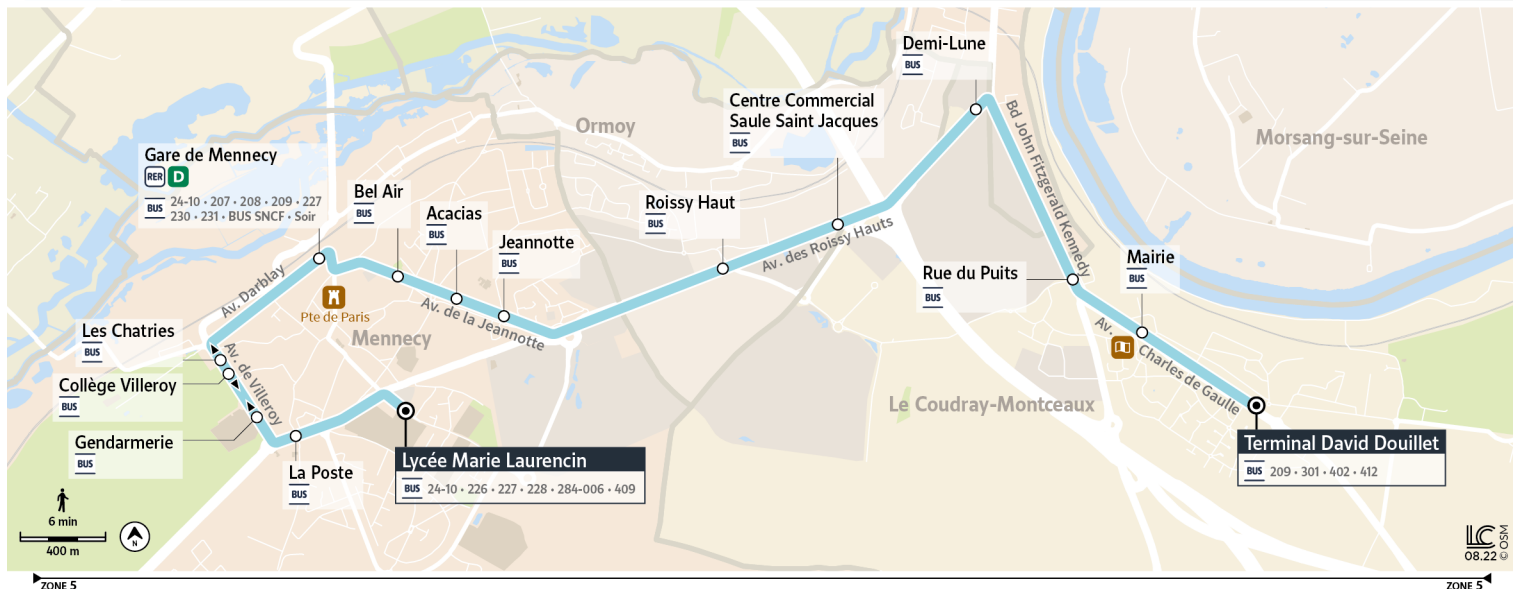 Demi-Lune
BUS
Centre Commercial
Saule Saint Jacques
BUS
Bd John Fitzgerald Kennedy
Ormoy
Morsang-sur-Seine
Gare de Mennecy
RER D
BUS 24-10 • 207 • 208 • 209 • 227
230 • 231 • BUS SNCF • Soir
Bel Air
BUS
Acacias
BUS
Jeannotte
BUS
Roissy Haut
BUS
Av. des Roissy Hauts
Rue du Puits
BUS
Mairie
BUS
Av. Darblay
Pte de Paris
Av. de la Jeannotte
Mennecy
Les Chatries
BUS
Av. de Villeroy
Collège Villeroy
BUS
Gendarmerie
BUS
La Poste
BUS
Lycée Marie Laurencin
BUS 24-10 • 226 • 227 • 228 • 284-006 • 409
Av. Charles de Gaulle
Le Coudray-Montceaux
Terminal David Douillet
BUS 209 • 301 • 402 • 412
6 min
400 m
N
LC
08.22
© OSM
ZONE 5
ZONE 5